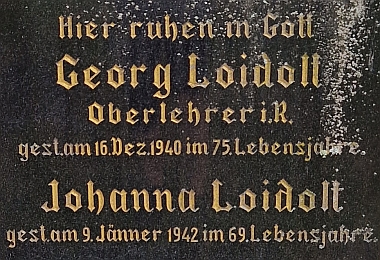 Hier ruhen in Gott
Georg Loidolt
Oberlehrer i.R.
gest.am 16.Dez.1940 im 75.Lebensjahre.
Johanna Loidolt
gest.am 9.Jänner 1942 im 69.Lebensjahre.